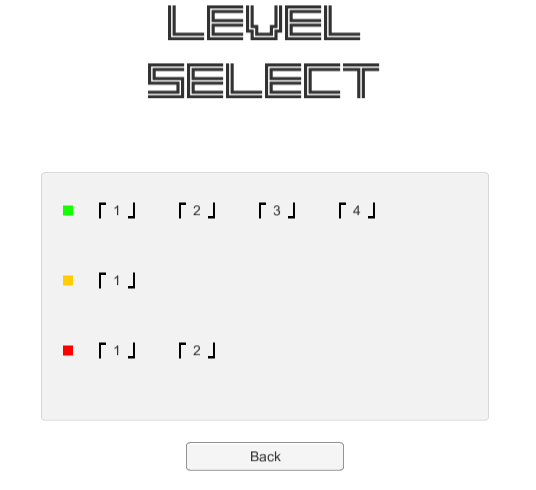 LEVEL
SELECT
「 1 」 「 2 」 「 3 」 「 4 」
「 1 」
「 1 」 「 2 」
Back